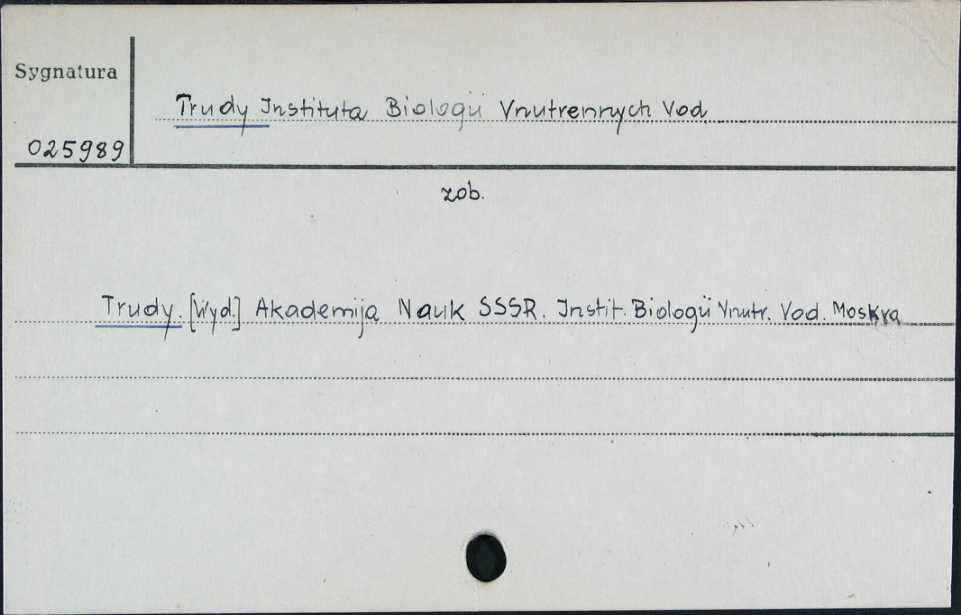 Sygnatura
Trudy Instituta Biologii Vnutrennych Vod
025989
zob.
Trudy. [Wyd.] Akademija Nauk SSSR. Instit. Biologii Vnutr. Vod. Moskva